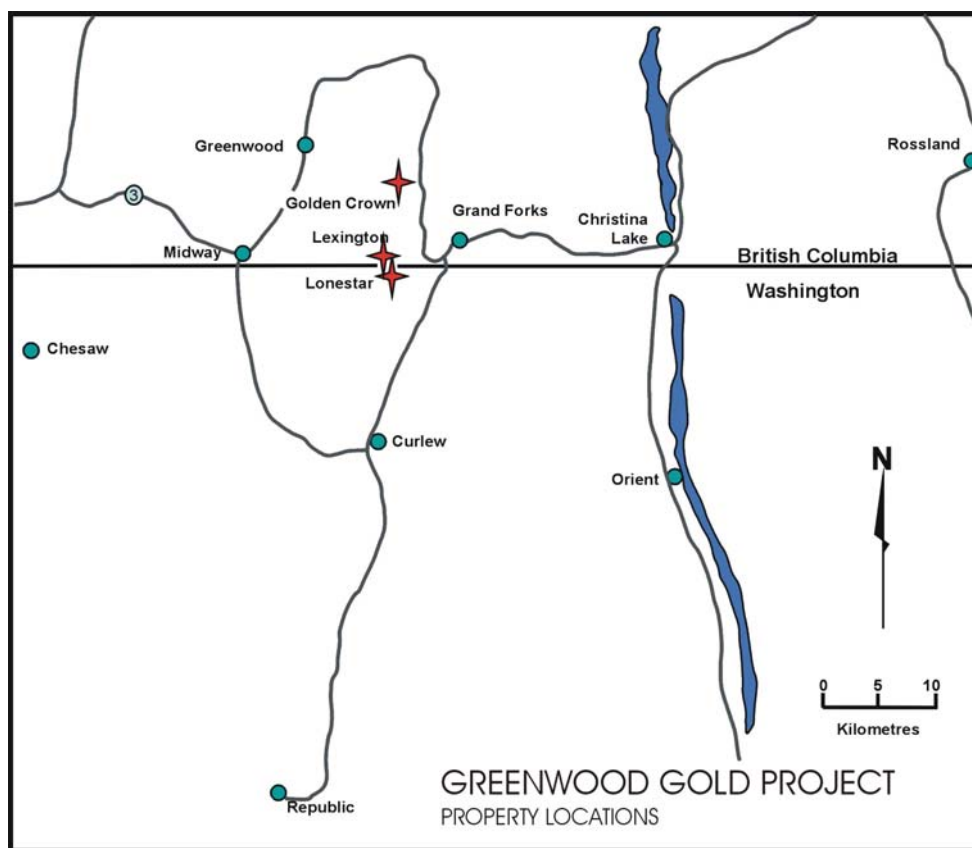 Greenwood
Rossland
3
Golden Crown
Grand Forks
Christina
Lake
Lexington
Midway
British Columbia
Lonestar
Washington
Chesaw
Curlew
Orient
N
0 5 10
Kilometres
GREENWOOD GOLD PROJECT
PROPERTY LOCATIONS
Republic